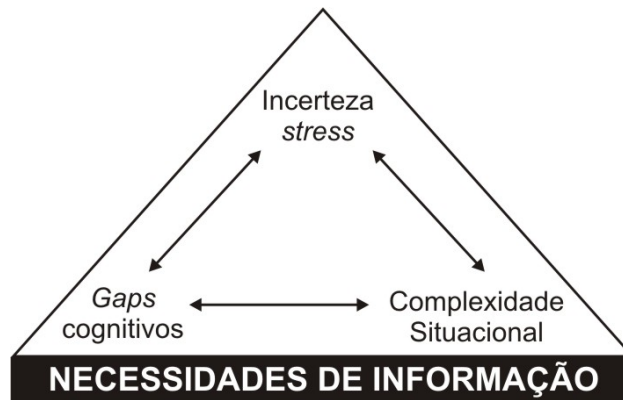 Incerteza
stress
Gaps
cognitivos
Complexidade
Situacional
NECESSIDADES DE INFORMAÇÃO